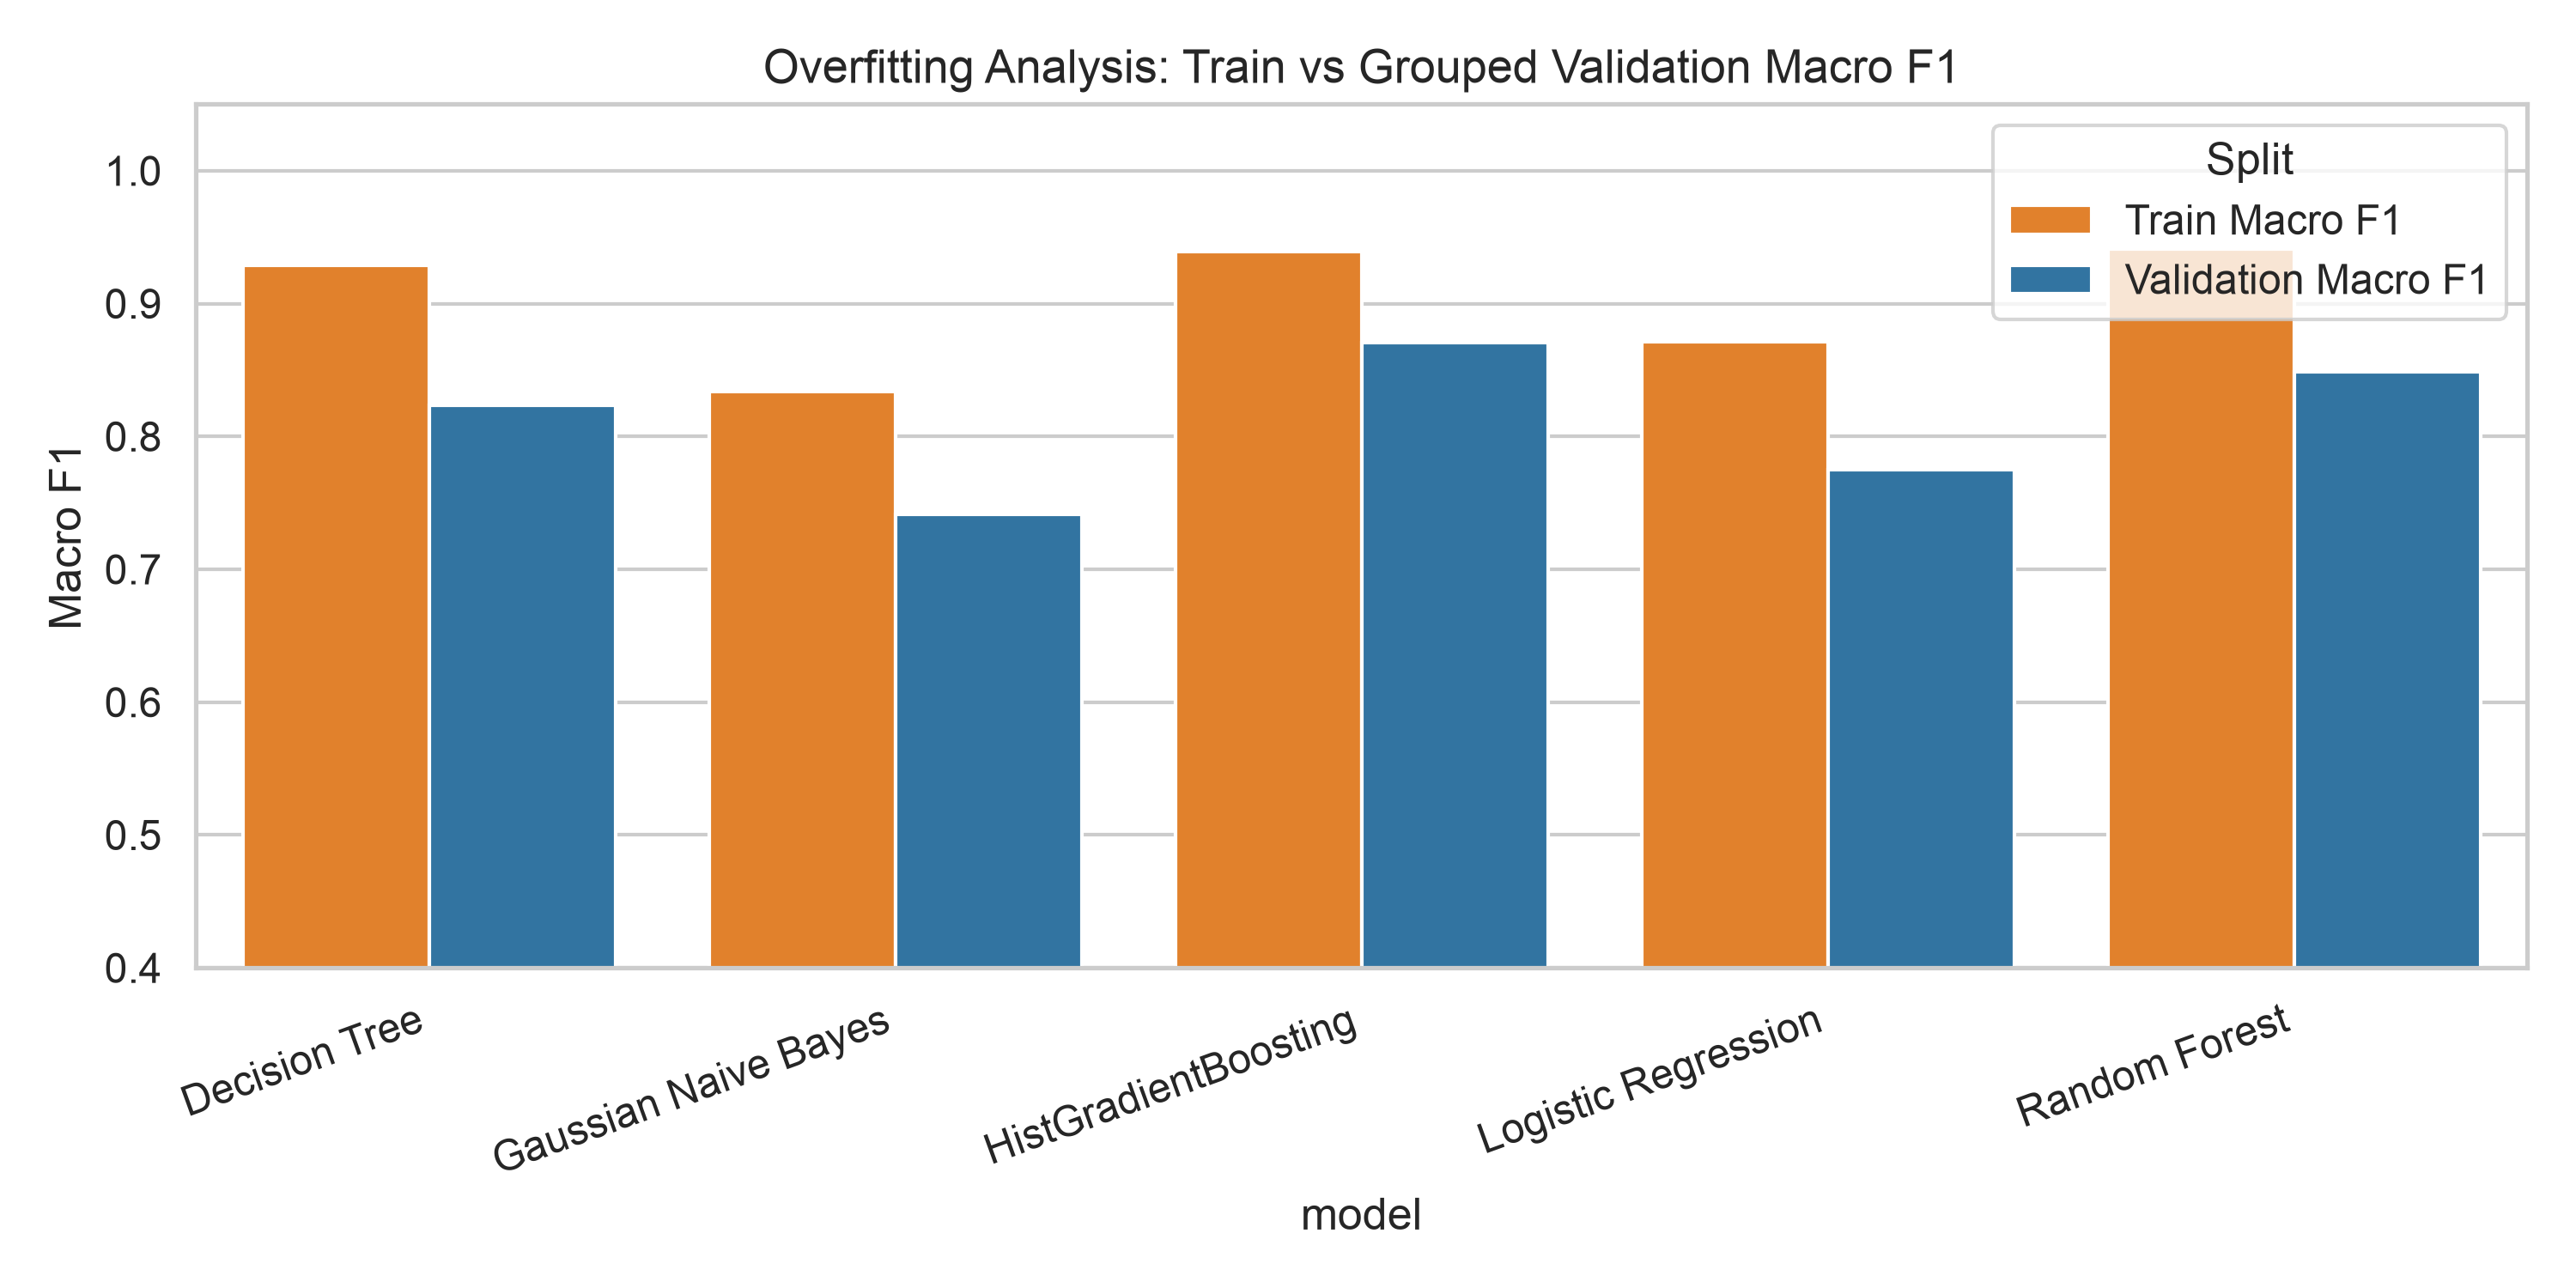 Overfitting Analysis: Train vs Grouped Validation Macro F1
Split
Train Macro F1
Validation Macro F1
Macro F1
1.0
0.9
0.8
0.7
0.6
0.5
0.4
Decision Tree
Gaussian Naive Bayes
HistGradientBoosting
Logistic Regression
Random Forest
model